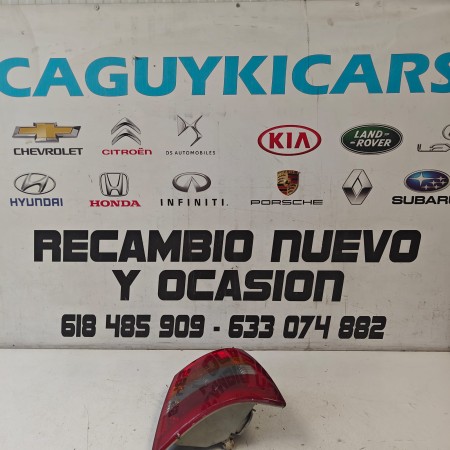 CAGUYKICARS
CHEVROLET CITROËN DS AUTOMOBILES KIA LAND-ROVER
HYUNDAI HONDA INFINITI PORSCHE RENAULT SUBARU
RECAMBIO NUEVO
Y OCASION
618 485 909 - 633 074 882